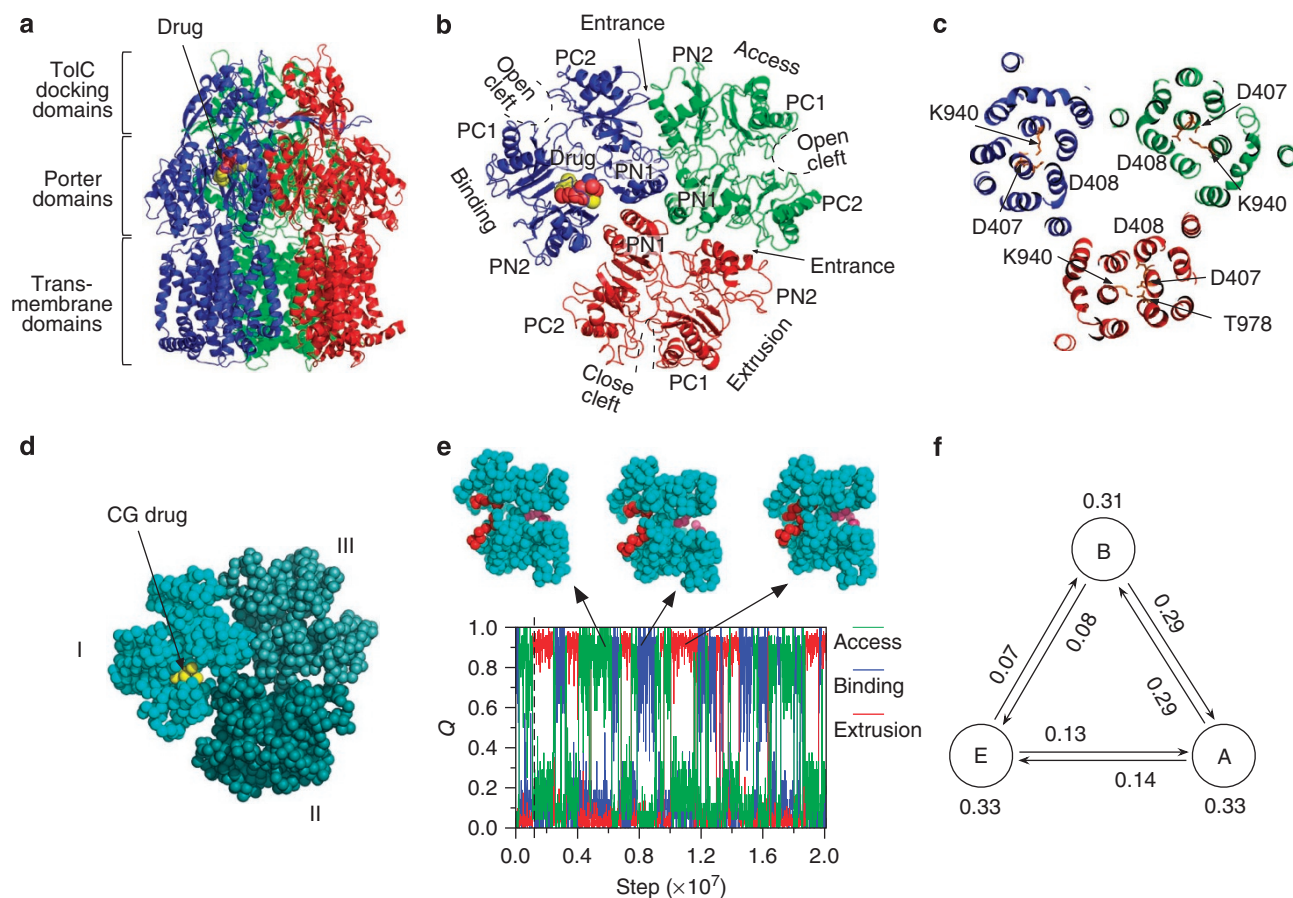 a
Drug
TolC
docking
domains
Porter
domains
Trans-
membrane
domains
b
Entrance
PC2
PN2
Access
Open
cleft
PC1
PC1
Open
cleft
Drug
PN1
Binding
PN1
PC2
PN2
PN1
Entrance
PN2
PC2
Extrusion
Close
cleft
PC1
c
D407
K940
D408
D408
K940
D407
D408
K940
D407
T978
d
CG drug
III
I
II
e
1.0
0.8
0.6
0.4
0.2
0.0
Q
Access
Binding
Extrusion
0.0 0.4 0.8 1.2 1.6 2.0
Step (×10⁷)
f
0.31
B
0.07
0.08
0.29
0.29
E
0.13
0.14
A
0.33
0.33